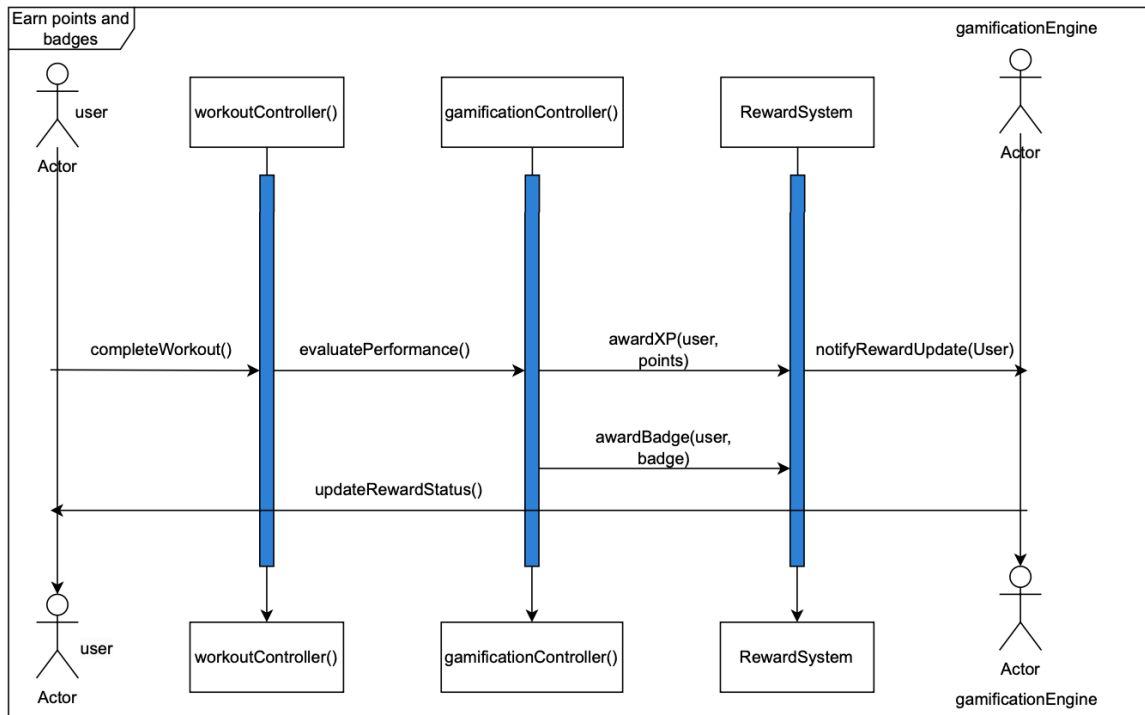 Earn points and
badges
gamificationEngine
user
workoutController()
gamificationController()
RewardSystem
Actor
Actor
completeWorkout()
evaluatePerformance()
awardXP(user,
points)
notifyRewardUpdate(User)
awardBadge(user,
badge)
updateRewardStatus()
user
workoutController()
gamificationController()
RewardSystem
Actor
Actor
gamificationEngine